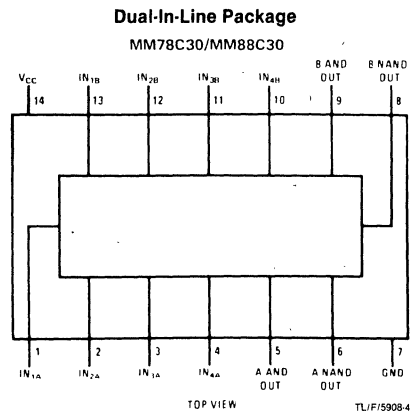 Dual-In-Line Package
MM78C30/MM88C30
VCC IN1B IN2B IN3B IN4B B AND OUT B NAND OUT
14 13 12 11 10 9 8
1 2 3 4 5 6 7
IN1A IN2A IN3A IN4A A AND OUT A NAND OUT GND
TOP VIEW
TL/F/5908-4